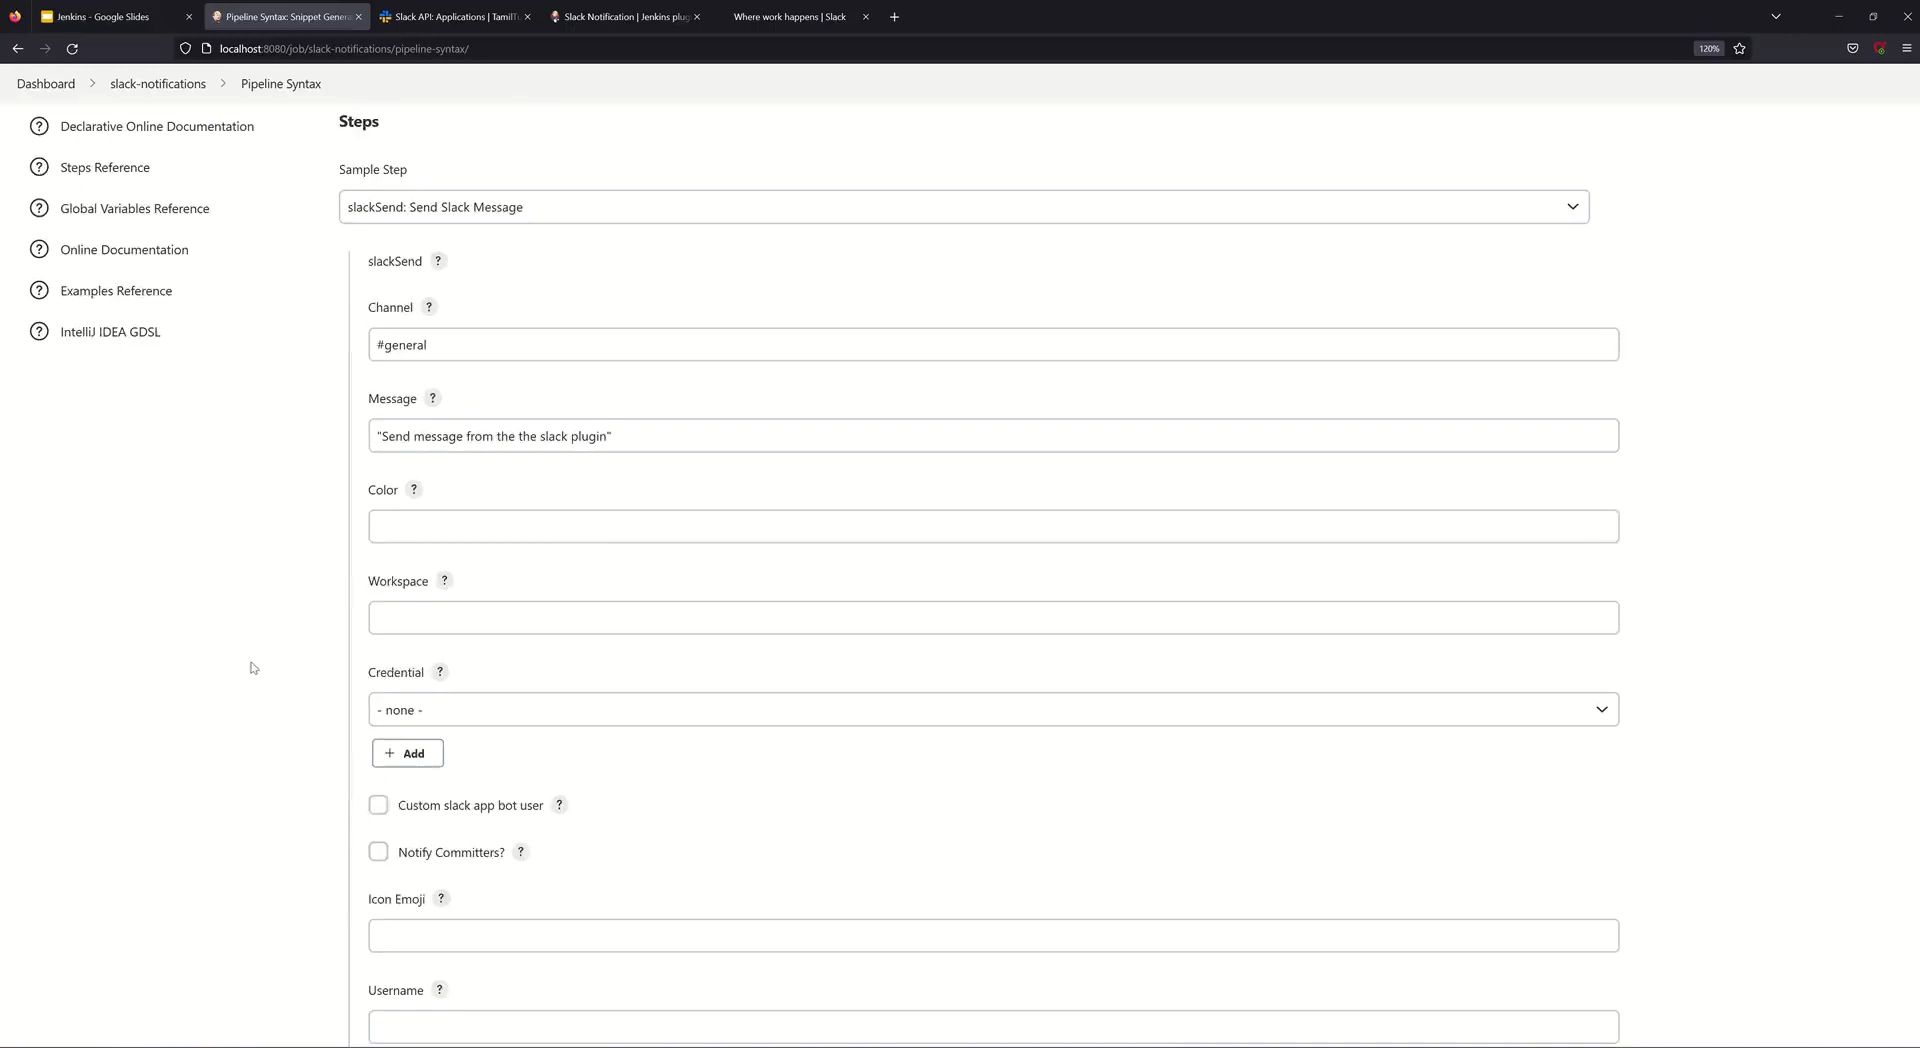 Jenkins - Google Slides
Pipeline Syntax: Snippet Genera
Slack API: Applications | TamilT
Slack Notification | Jenkins plug
Where work happens | Slack
localhost:8080/job/slack-notifications/pipeline-syntax/
120%
Dashboard > slack-notifications > Pipeline Syntax
? Declarative Online Documentation
? Steps Reference
? Global Variables Reference
? Online Documentation
? Examples Reference
? IntelliJ IDEA GDSL
Steps
Sample Step
slackSend: Send Slack Message
slackSend ?
Channel ?
#general
Message ?
"Send message from the the slack plugin"
Color ?
Workspace ?
Credential ?
- none -
+ Add
Custom slack app bot user ?
Notify Committers? ?
Icon Emoji ?
Username ?